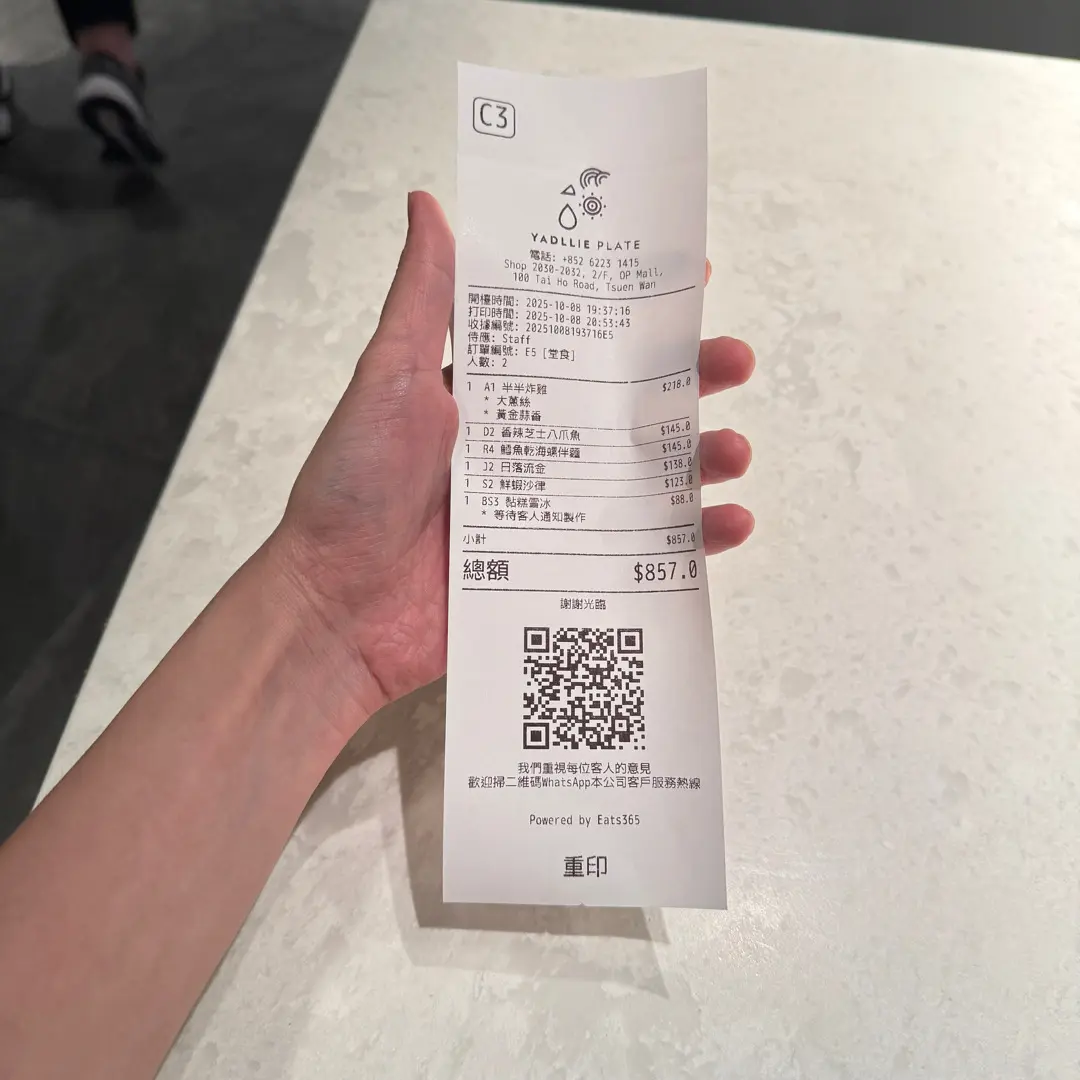 C3
YADLLIE PLATE
電話: +852 6223 1415
Shop 2030-2032, 2/F, OP Mall,
100 Tai Ho Road, Tsuen Wan
開檯時間: 2025-10-08 19:37:16
打印時間: 2025-10-08 20:53:43
收據編號: 20251008193716E5
侍應: Staff
訂單編號: E5 [堂食]
人數: 2
1 A1 半半炸雞 $218.0
* 大蔥絲
* 黃金蒜香
1 D2 香辣芝士八爪魚 $145.0
1 R4 鱈魚乾海螺伴麵 $145.0
1 J2 日落流金 $138.0
1 S2 鮮蝦沙律 $123.0
1 BS3 黏糕雪冰 $88.0
* 等待客人通知製作
小計 $857.0
總額 $857.0
謝謝光臨
我們重視每位客人的意見
歡迎掃二維碼WhatsApp本公司客戶服務熱線
Powered by Eats365
重印